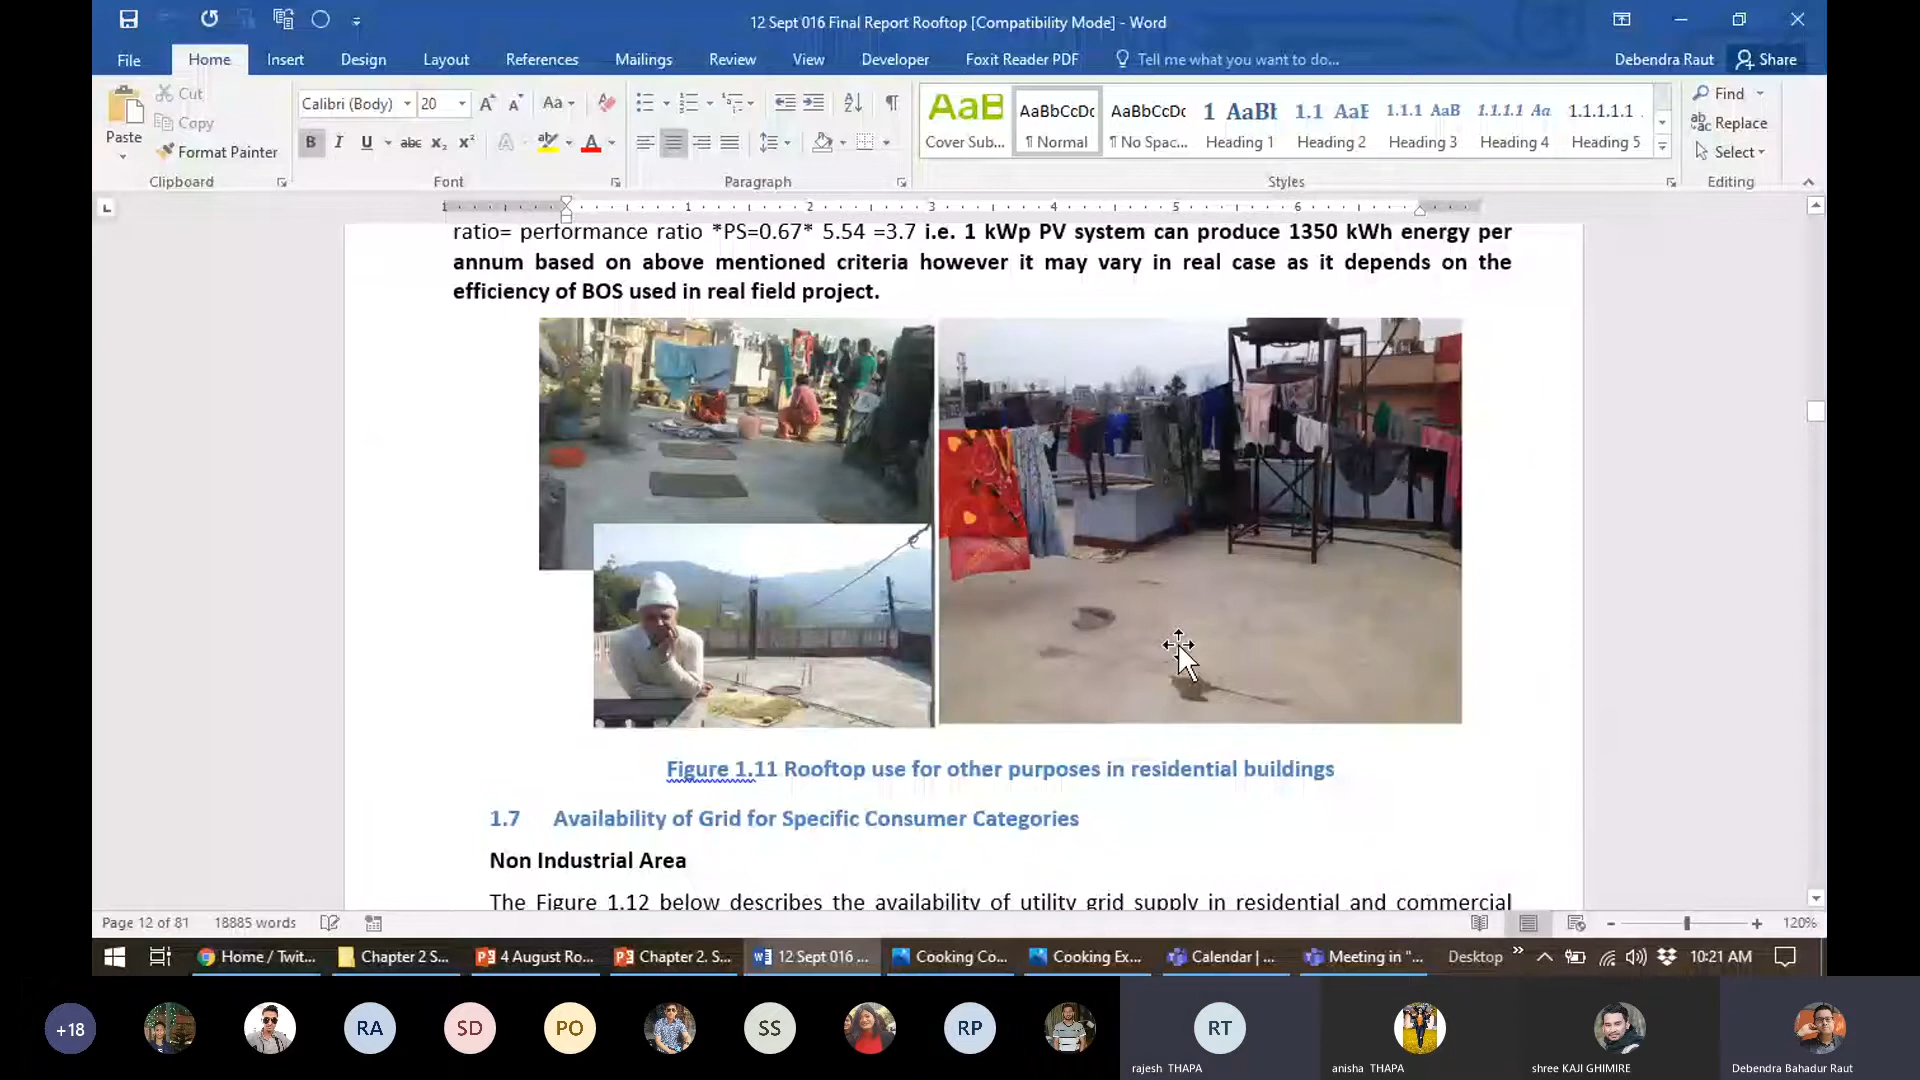 12 Sept 016 Final Report Rooftop [Compatibility Mode] - Word
File Home Insert Design Layout References Mailings Review View Developer Foxit Reader PDF Tell me what you want to do... Debendra Raut Share
Cut
Copy
Format Painter
Paste
Clipboard
Calibri (Body) 20
Font
Paragraph
AaB AaBbCcDc AaBbCcDc 1 AaBb 1.1 AaE 1.1.1 AaB 1.1.1.1 Aa 1.1.1.1.1
Cover Sub... ¶ Normal ¶ No Spac... Heading 1 Heading 2 Heading 3 Heading 4 Heading 5
Styles
Find
Replace
Select
Editing
1 1 2 3 4 5 6
ratio= performance ratio *PS=0.67* 5.54 =3.7 i.e. 1 kWp PV system can produce 1350 kWh energy per
annum based on above mentioned criteria however it may vary in real case as it depends on the
efficiency of BOS used in real field project.
Figure 1.11 Rooftop use for other purposes in residential buildings
1.7 Availability of Grid for Specific Consumer Categories
Non Industrial Area
The Figure 1.12 below describes the availability of utility grid supply in residential and commercial
Page 12 of 81 18885 words 120%
Home / Twit... Chapter 2 S... 4 August Ro... Chapter 2. S... 12 Sept 016 ... Cooking Co... Cooking Ex... Calendar | ... Meeting in "... Desktop 10:21 AM
+18 RA SD PO SS RP RT
rajesh THAPA anisha THAPA shree KAJI GHIMIRE Debendra Bahadur Raut